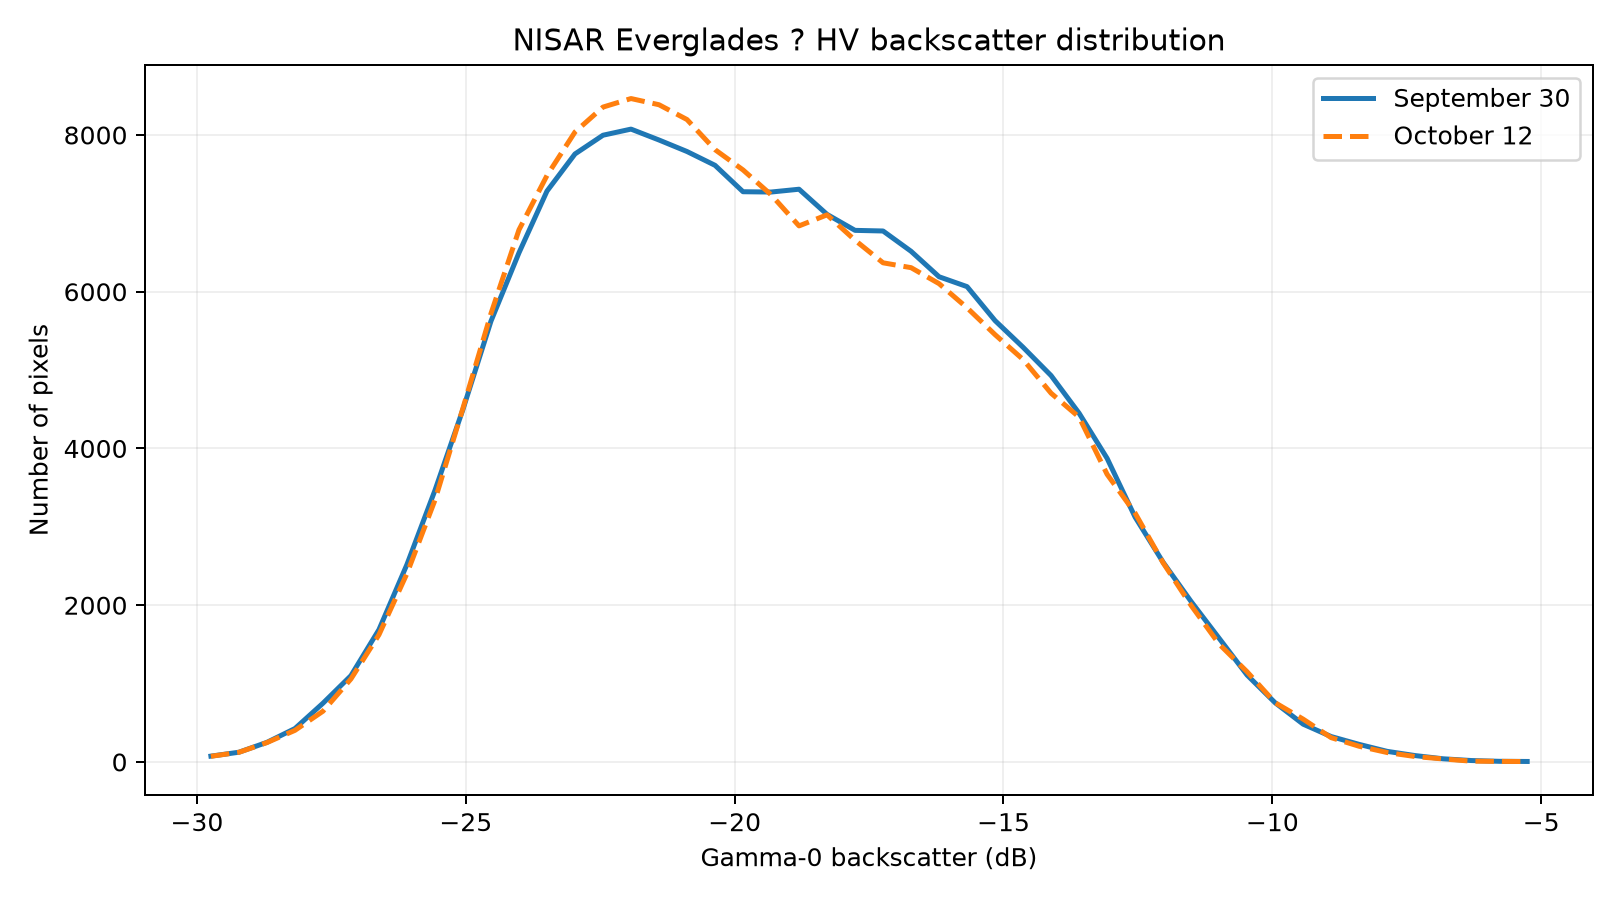 NISAR Everglades ? HV backscatter distribution
September 30
October 12
Number of pixels
8000
6000
4000
2000
0
−30
−25
−20
−15
−10
−5
Gamma-0 backscatter (dB)